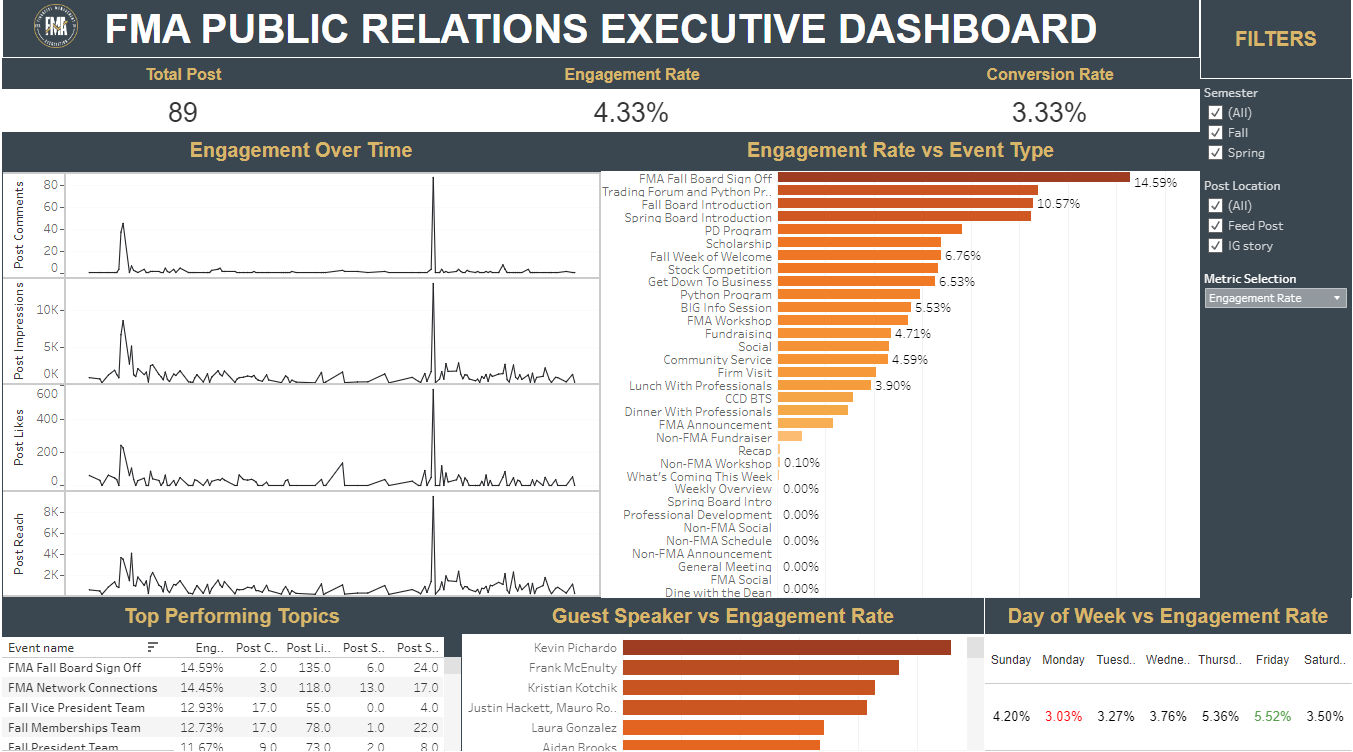 FMA
FMA PUBLIC RELATIONS EXECUTIVE DASHBOARD
FILTERS
Total Post
Engagement Rate
Conversion Rate
89
4.33%
3.33%
Semester
(All)
Fall
Spring
Post Location
(All)
Feed Post
IG story
Metric Selection
Engagement Rate
Engagement Over Time
Post Comments
80
60
40
20
0
Post Impressions
10K
5K
0K
Post Likes
600
400
200
0
Post Reach
8K
6K
4K
2K
Engagement Rate vs Event Type
FMA Fall Board Sign Off 14.59%
Trading Forum and Python Pr..
Fall Board Introduction 10.57%
Spring Board Introduction
PD Program
Scholarship
Fall Week of Welcome 6.76%
Stock Competition
Get Down To Business 6.53%
Python Program
BIG Info Session 5.53%
FMA Workshop
Fundraising 4.71%
Social
Community Service 4.59%
Firm Visit
Lunch With Professionals 3.90%
CCD BTS
Dinner With Professionals
FMA Announcement
Non-FMA Fundraiser
Recap
Non-FMA Workshop 0.10%
What's Coming This Week
Weekly Overview 0.00%
Spring Board Intro
Professional Development 0.00%
Non-FMA Social
Non-FMA Schedule 0.00%
Non-FMA Announcement
General Meeting 0.00%
FMA Social
Dine with the Dean 0.00%
Top Performing Topics
Event name Eng.. Post C.. Post Li.. Post S.. Post S..
FMA Fall Board Sign Off 14.59% 2.0 135.0 6.0 24.0
FMA Network Connections 14.45% 3.0 118.0 13.0 17.0
Fall Vice President Team 12.93% 17.0 55.0 0.0 4.0
Fall Memberships Team 12.73% 17.0 78.0 1.0 22.0
Fall President Team 11.67% 9.0 73.0 2.0 8.0
Guest Speaker vs Engagement Rate
Kevin Pichardo
Frank McEnulty
Kristian Kotchik
Justin Hackett, Mauro Ro..
Laura Gonzalez
Aidan Brooks
Day of Week vs Engagement Rate
Sunday Monday Tuesd.. Wedne.. Thursd.. Friday Saturd..
4.20% 3.03% 3.27% 3.76% 5.36% 5.52% 3.50%